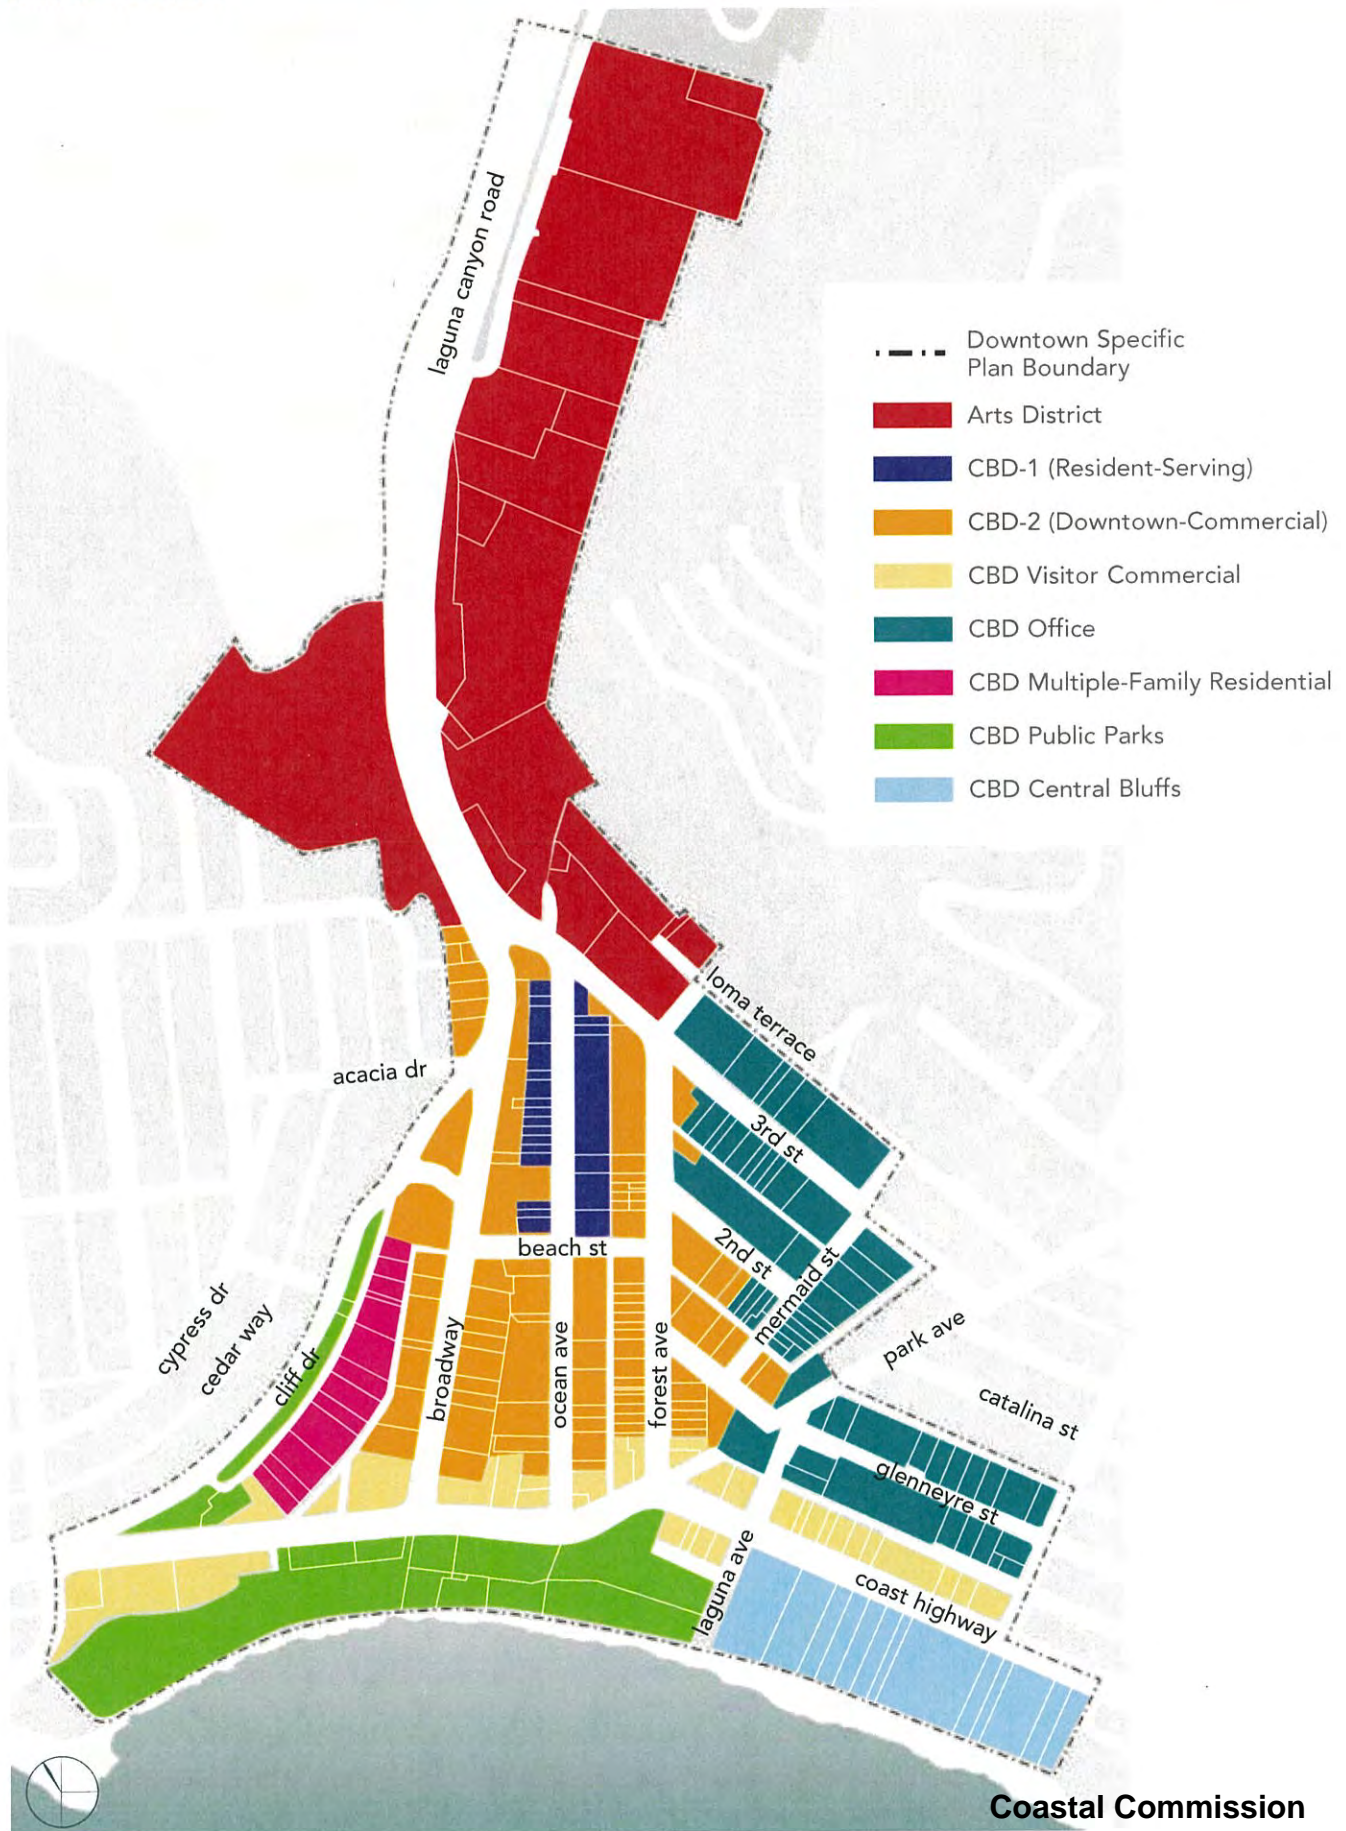 laguna canyon road
Downtown Specific
Plan Boundary
Arts District
CBD-1 (Resident-Serving)
CBD-2 (Downtown-Commercial)
CBD Visitor Commercial
CBD Office
CBD Multiple-Family Residential
CBD Public Parks
CBD Central Bluffs
loma terrace
acacia dr
3rd st
beach st
2nd st
mermaid st
cypress dr
cedar way
cliff dr
broadway
ocean ave
forest ave
park ave
catalina st
glenneyre st
laguna ave
coast highway
Coastal Commission